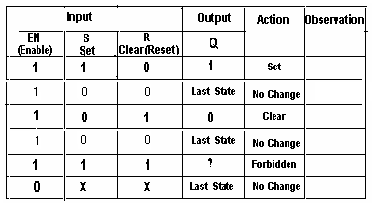 Input Output Action Observation
EN (Enable) S Set R Clear(Reset) Q
1 1 0 1 Set
1 0 0 Last State No Change
1 0 1 0 Clear
1 0 0 Last State No Change
1 1 1 ? Forbidden
0 X X Last State No Change